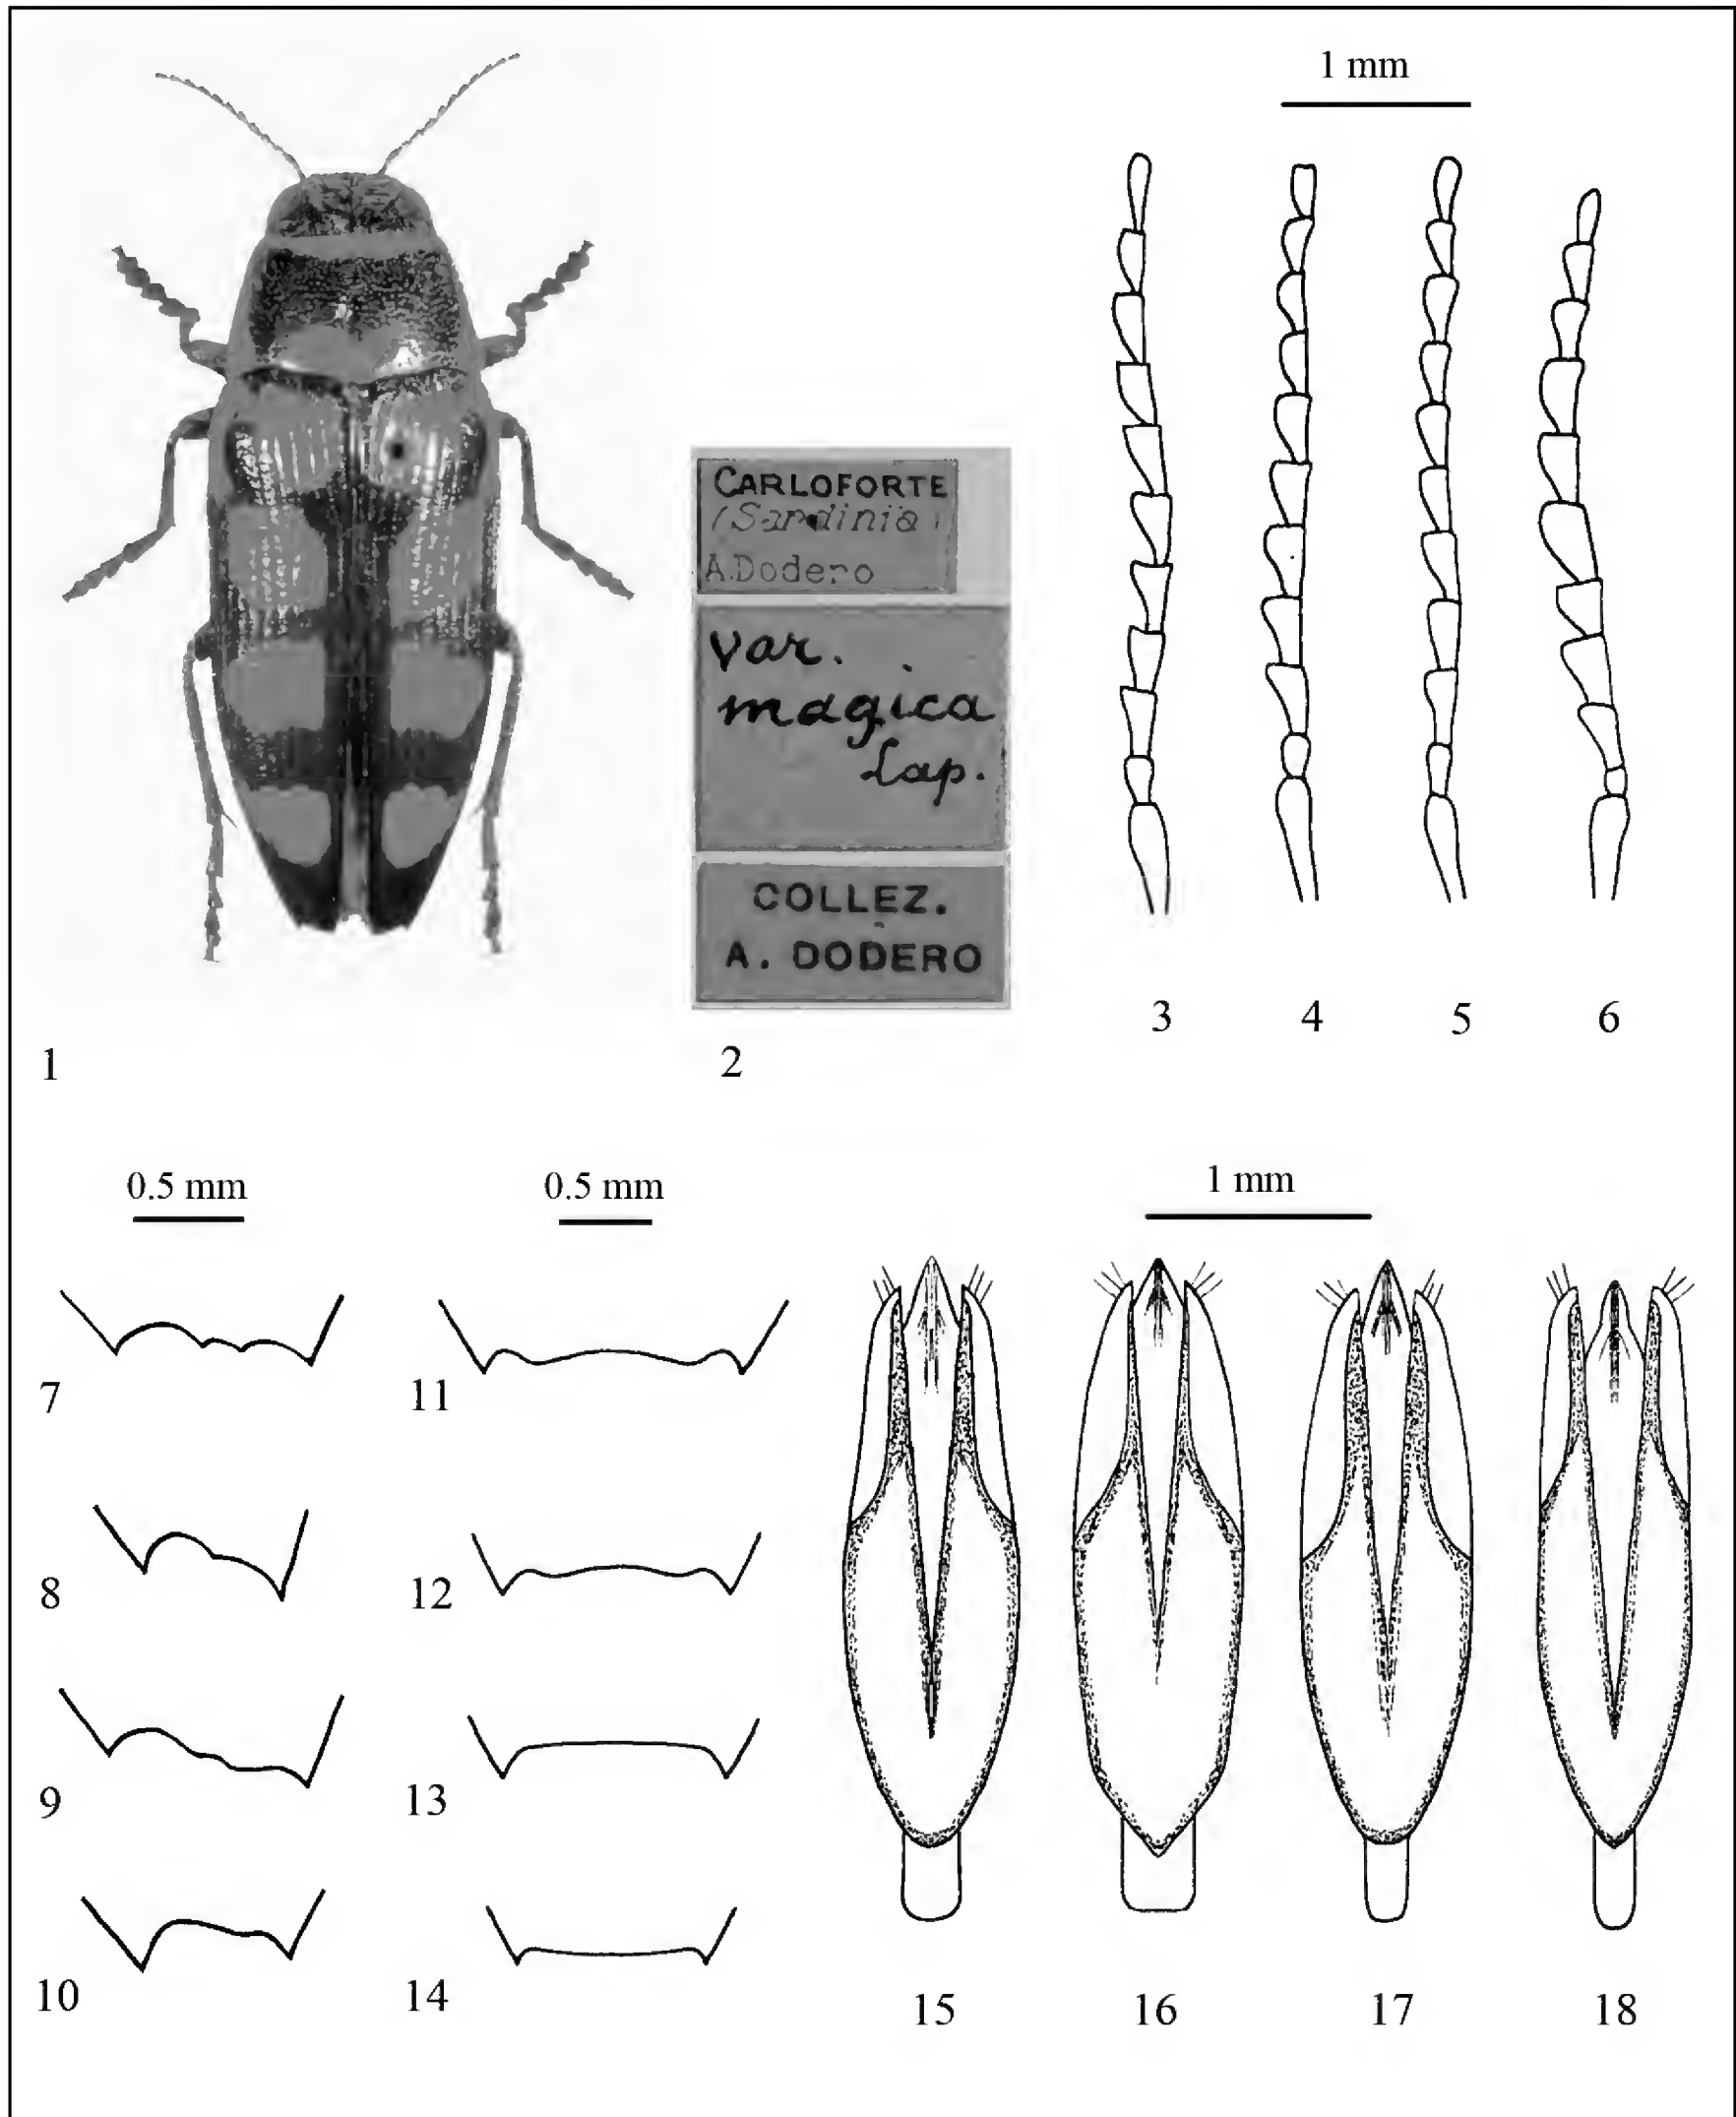 1 mm
CARLOFORTE
(Sardinia)
A.Dodero
Var.
magica
Lap.
COLLEZ.
A. DODERO
3 4 5 6
1
2
0.5 mm
0.5 mm
1 mm
7
11
8
12
9
13
10
14
15
16
17
18